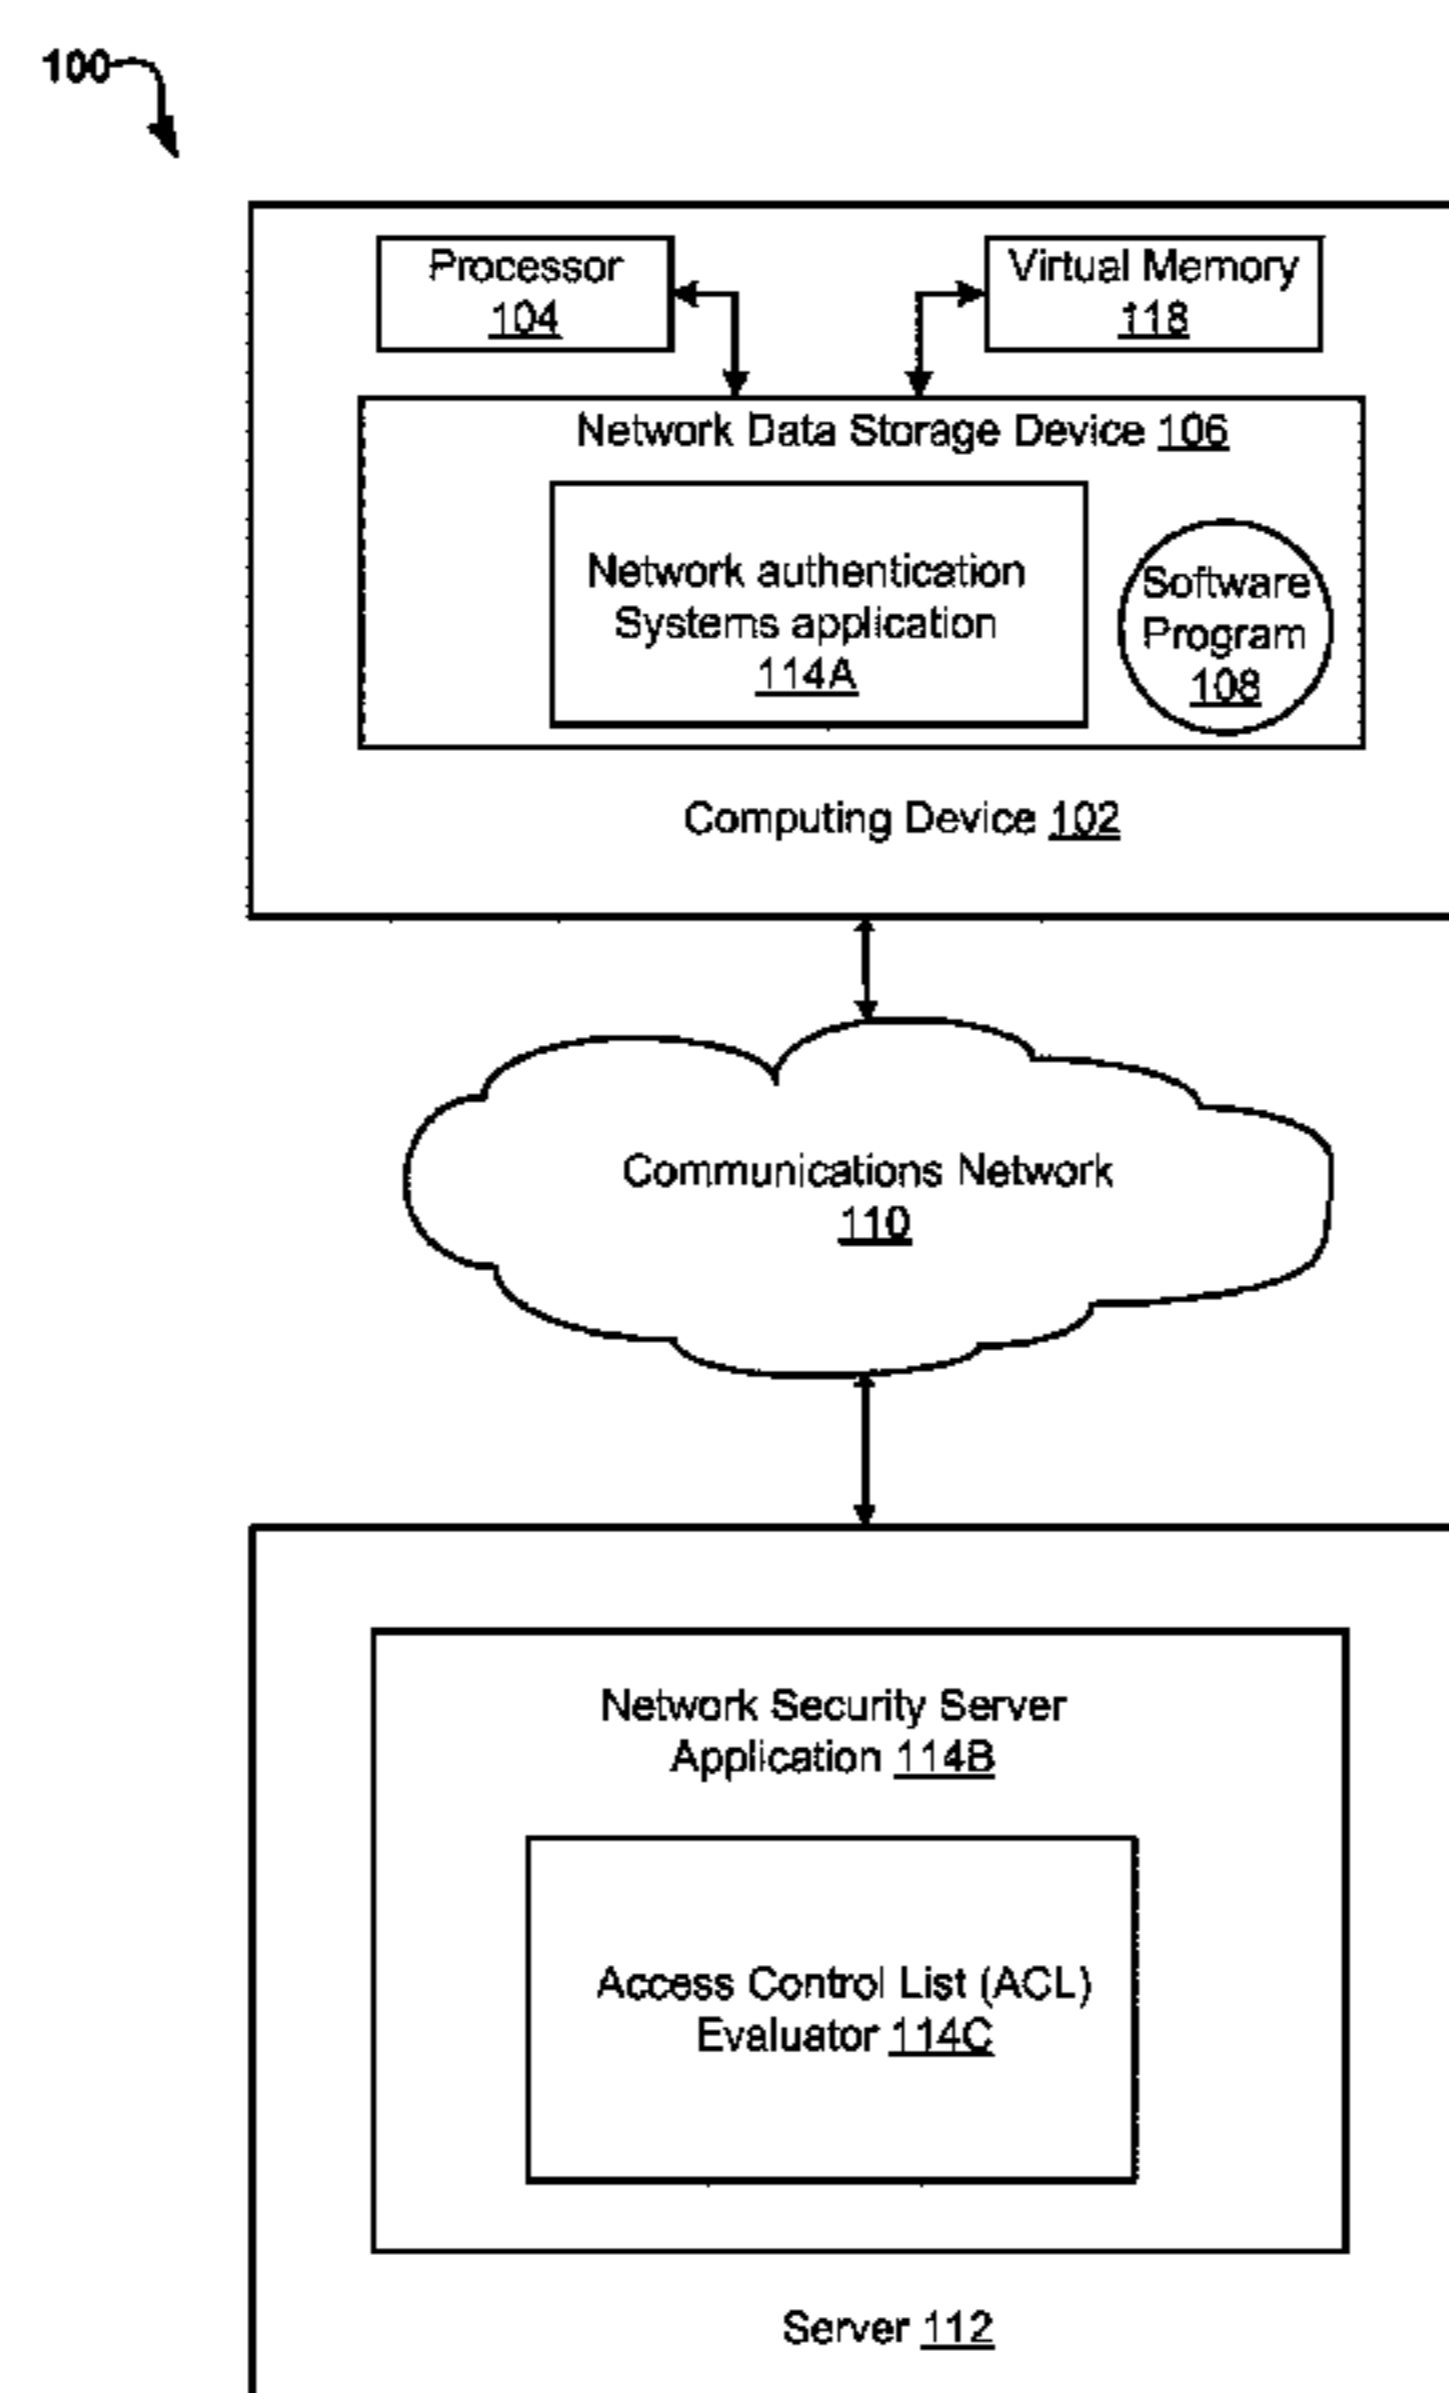 100
Processor
104
Virtual Memory
118
Network Data Storage Device 106
Network authentication
Systems application
114A
Software
Program
108
Computing Device 102
Communications Network
110
Network Security Server
Application 114B
Access Control List (ACL)
Evaluator 114C
Server 112